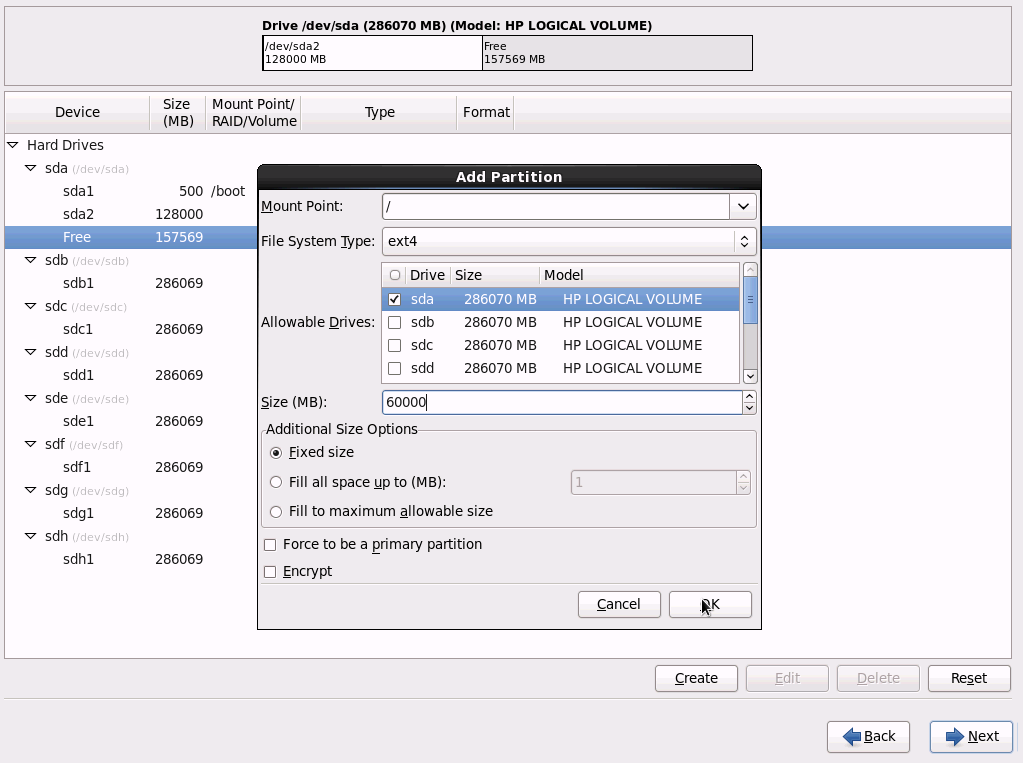 Drive /dev/sda (286070 MB) (Model: HP LOGICAL VOLUME)
/dev/sda2
128000 MB
Free
157569 MB
Device
Size
(MB)
Mount Point/
RAID/Volume
Type
Format
Hard Drives
sda (/dev/sda)
sda1 500 /boot
sda2 128000
Free 157569
sdb (/dev/sdb)
sdb1 286069
sdc (/dev/sdc)
sdc1 286069
sdd (/dev/sdd)
sdd1 286069
sde (/dev/sde)
sde1 286069
sdf (/dev/sdf)
sdf1 286069
sdg (/dev/sdg)
sdg1 286069
sdh (/dev/sdh)
sdh1 286069
Add Partition
Mount Point: /
File System Type: ext4
Allowable Drives:
Drive Size Model
sda 286070 MB HP LOGICAL VOLUME
sdb 286070 MB HP LOGICAL VOLUME
sdc 286070 MB HP LOGICAL VOLUME
sdd 286070 MB HP LOGICAL VOLUME
Size (MB): 60000
Additional Size Options
Fixed size
Fill all space up to (MB): 1
Fill to maximum allowable size
Force to be a primary partition
Encrypt
Cancel OK
Create Edit Delete Reset
Back Next